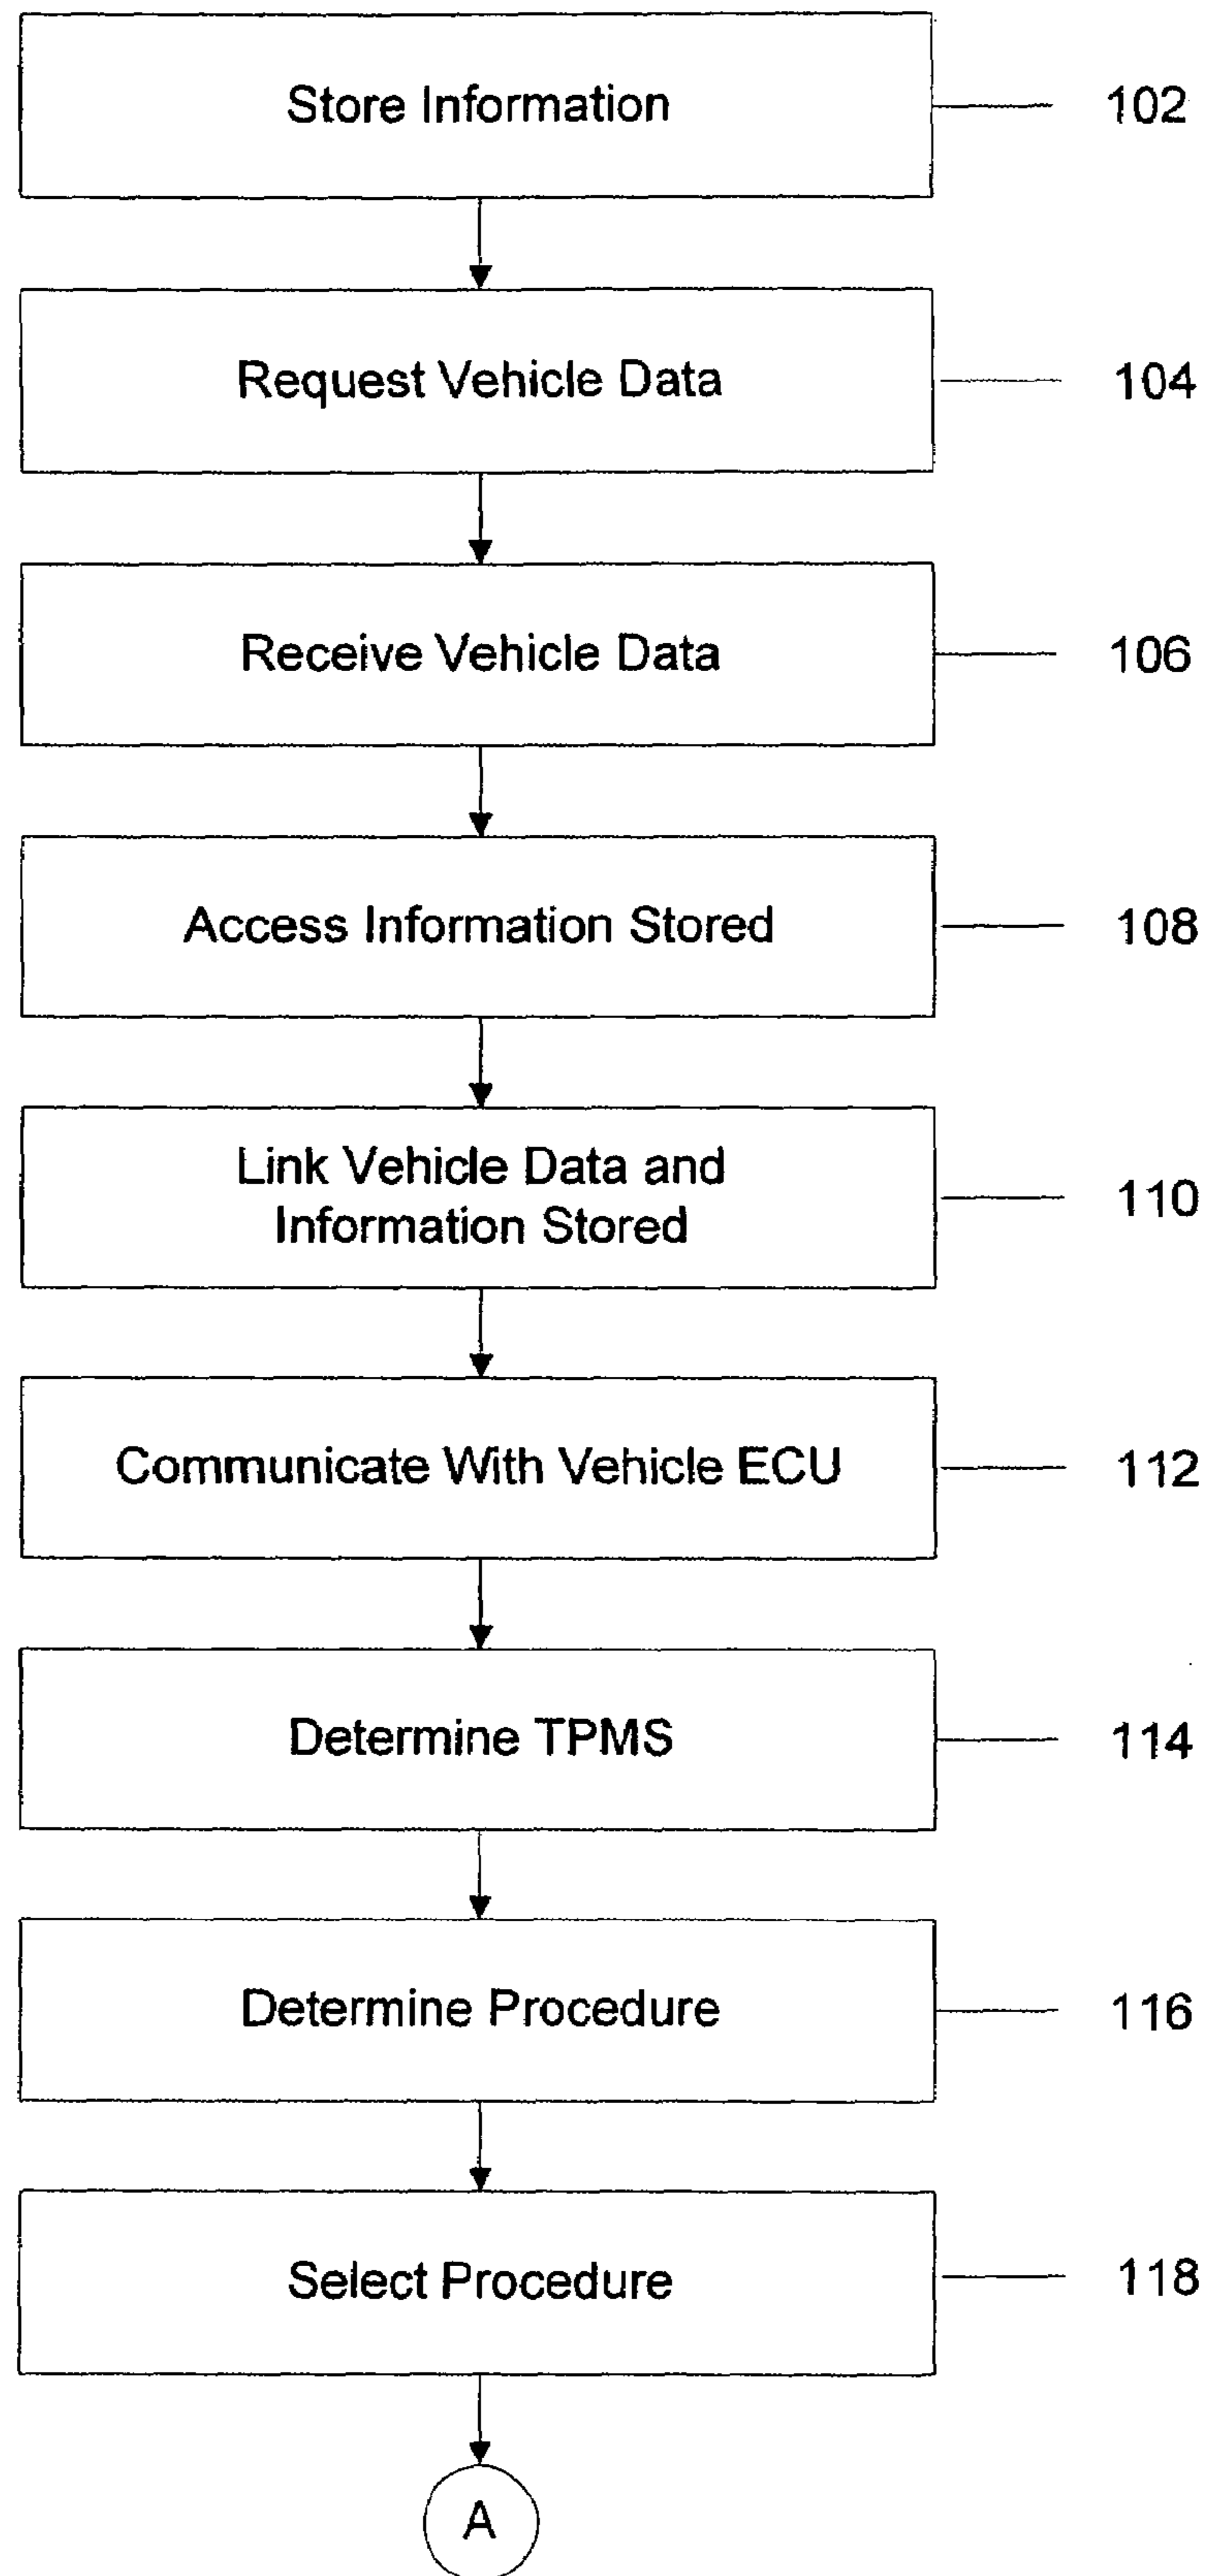 Store Information
102
Request Vehicle Data
104
Receive Vehicle Data
106
Access Information Stored
108
Link Vehicle Data and
Information Stored
110
Communicate With Vehicle ECU
112
Determine TPMS
114
Determine Procedure
116
Select Procedure
118
A